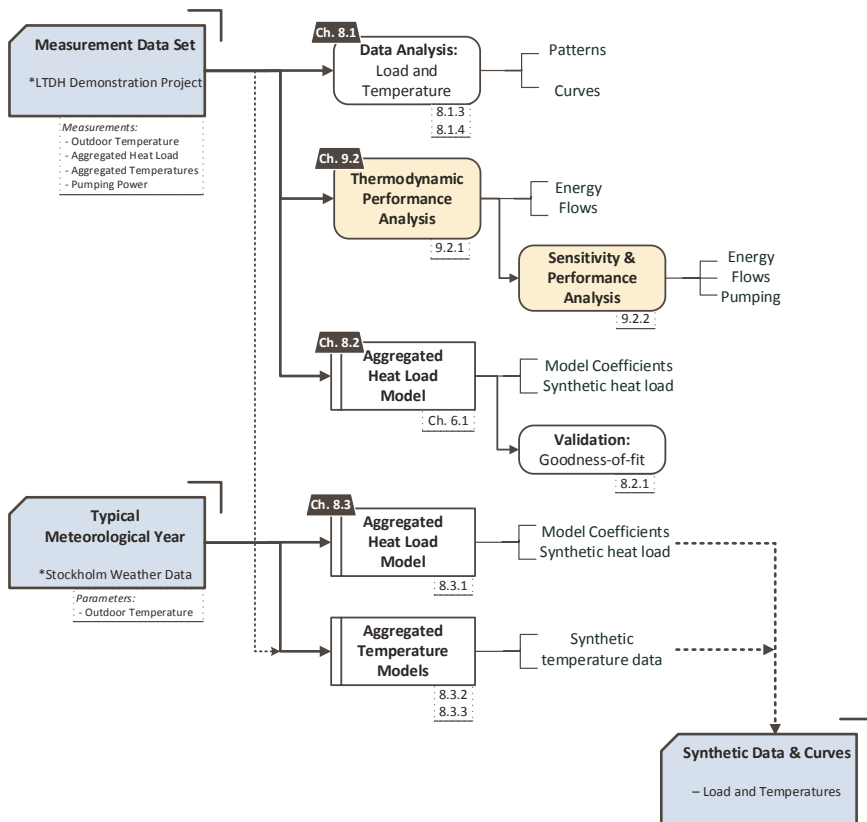 Measurement Data Set
*LTDH Demonstration Project
Measurements:
- Outdoor Temperature
- Aggregated Heat Load
- Aggregated Temperatures
- Pumping Power
Ch. 8.1
Data Analysis:
Load and
Temperature
8.1.3
8.1.4
Patterns
Curves
Ch. 9.2
Thermodynamic
Performance
Analysis
9.2.1
Energy
Flows
Sensitivity &
Performance
Analysis
9.2.2
Energy
Flows
Pumping
Ch. 8.2
Aggregated
Heat Load
Model
Ch. 6.1
Model Coefficients
Synthetic heat load
Validation:
Goodness-of-fit
8.2.1
Typical
Meteorological Year
*Stockholm Weather Data
Parameters:
- Outdoor Temperature
Ch. 8.3
Aggregated
Heat Load
Model
8.3.1
Model Coefficients
Synthetic heat load
Aggregated
Temperature
Models
8.3.2
8.3.3
Synthetic
temperature data
Synthetic Data & Curves
– Load and Temperatures